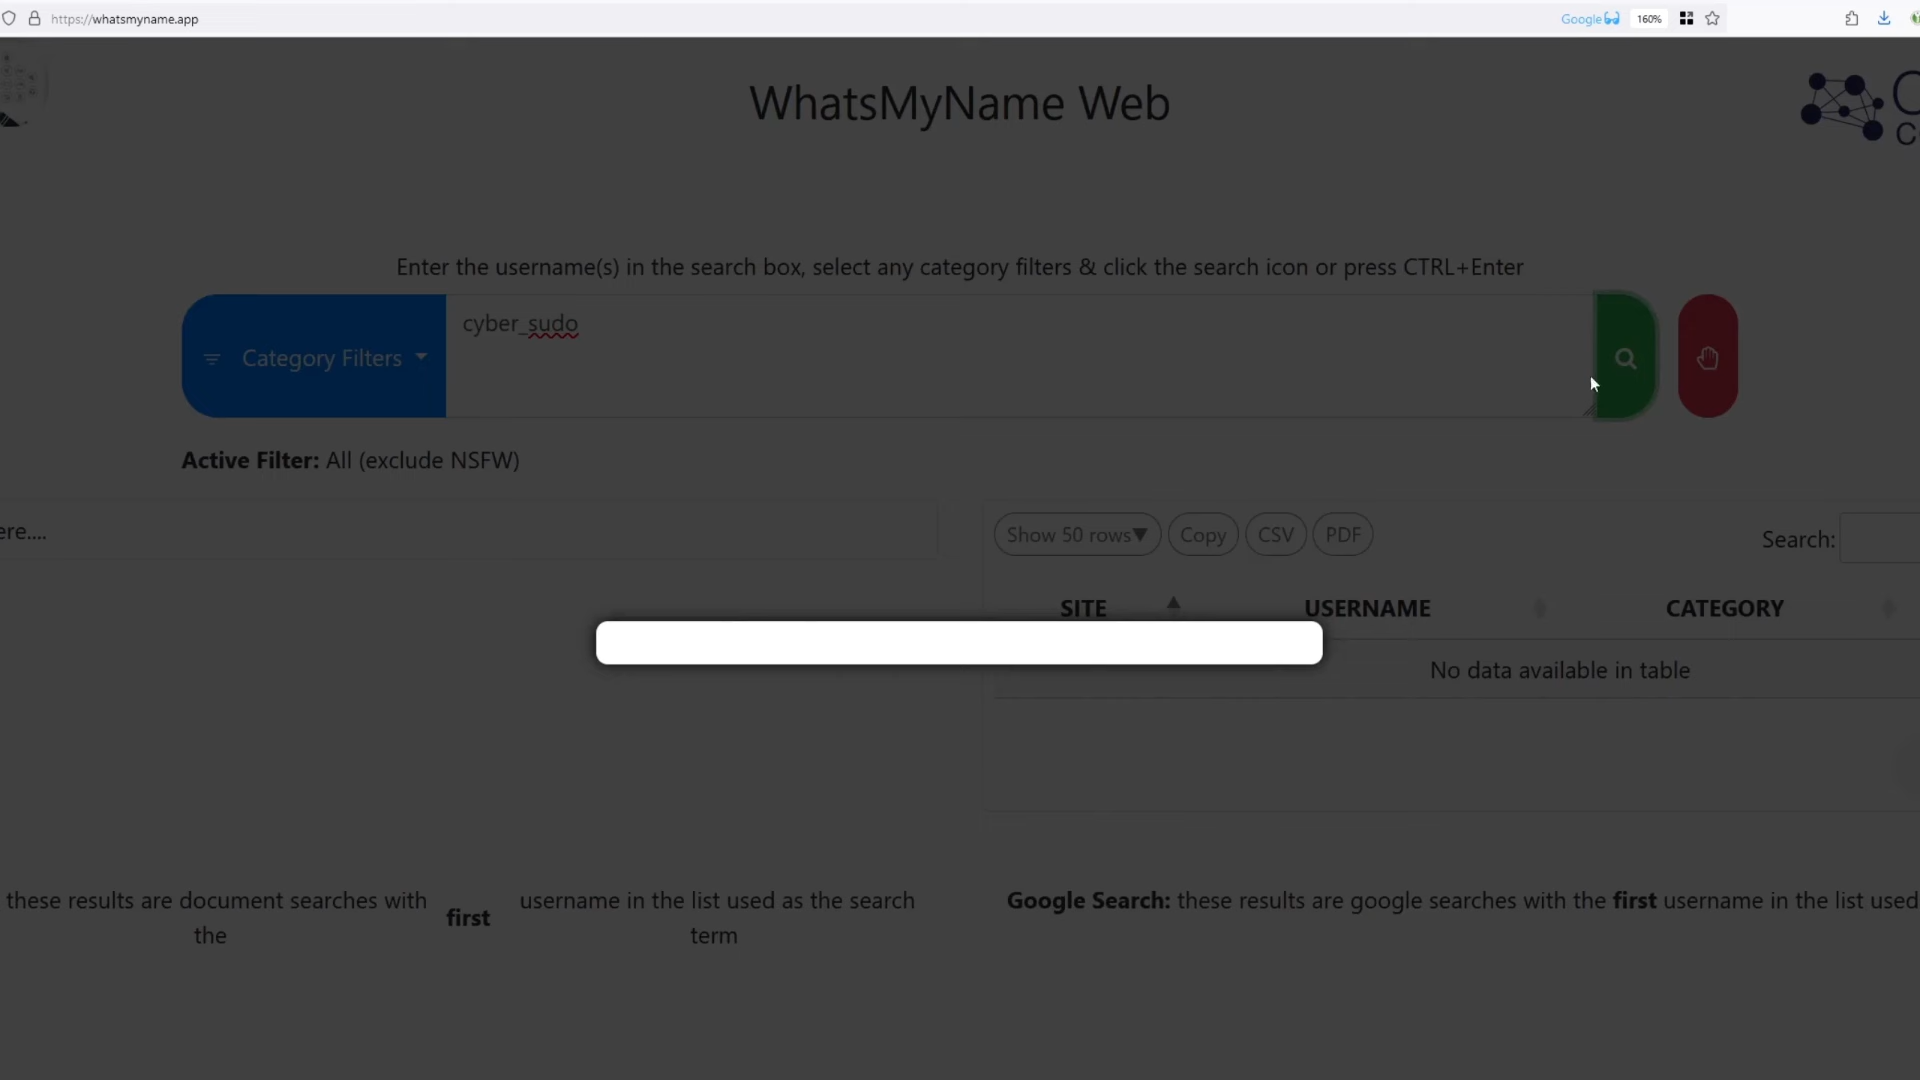 https://whatsmyname.app
Google
160%
WhatsMyName Web
C
C
Enter the username(s) in the search box, select any category filters & click the search icon or press CTRL+Enter
Category Filters
cyber_sudo
Active Filter: All (exclude NSFW)
ere....
Show 50 rows▼ Copy CSV PDF
Search:
SITE USERNAME CATEGORY
No data available in table
these results are document searches with the first username in the list used as the search term
Google Search: these results are google searches with the first username in the list used